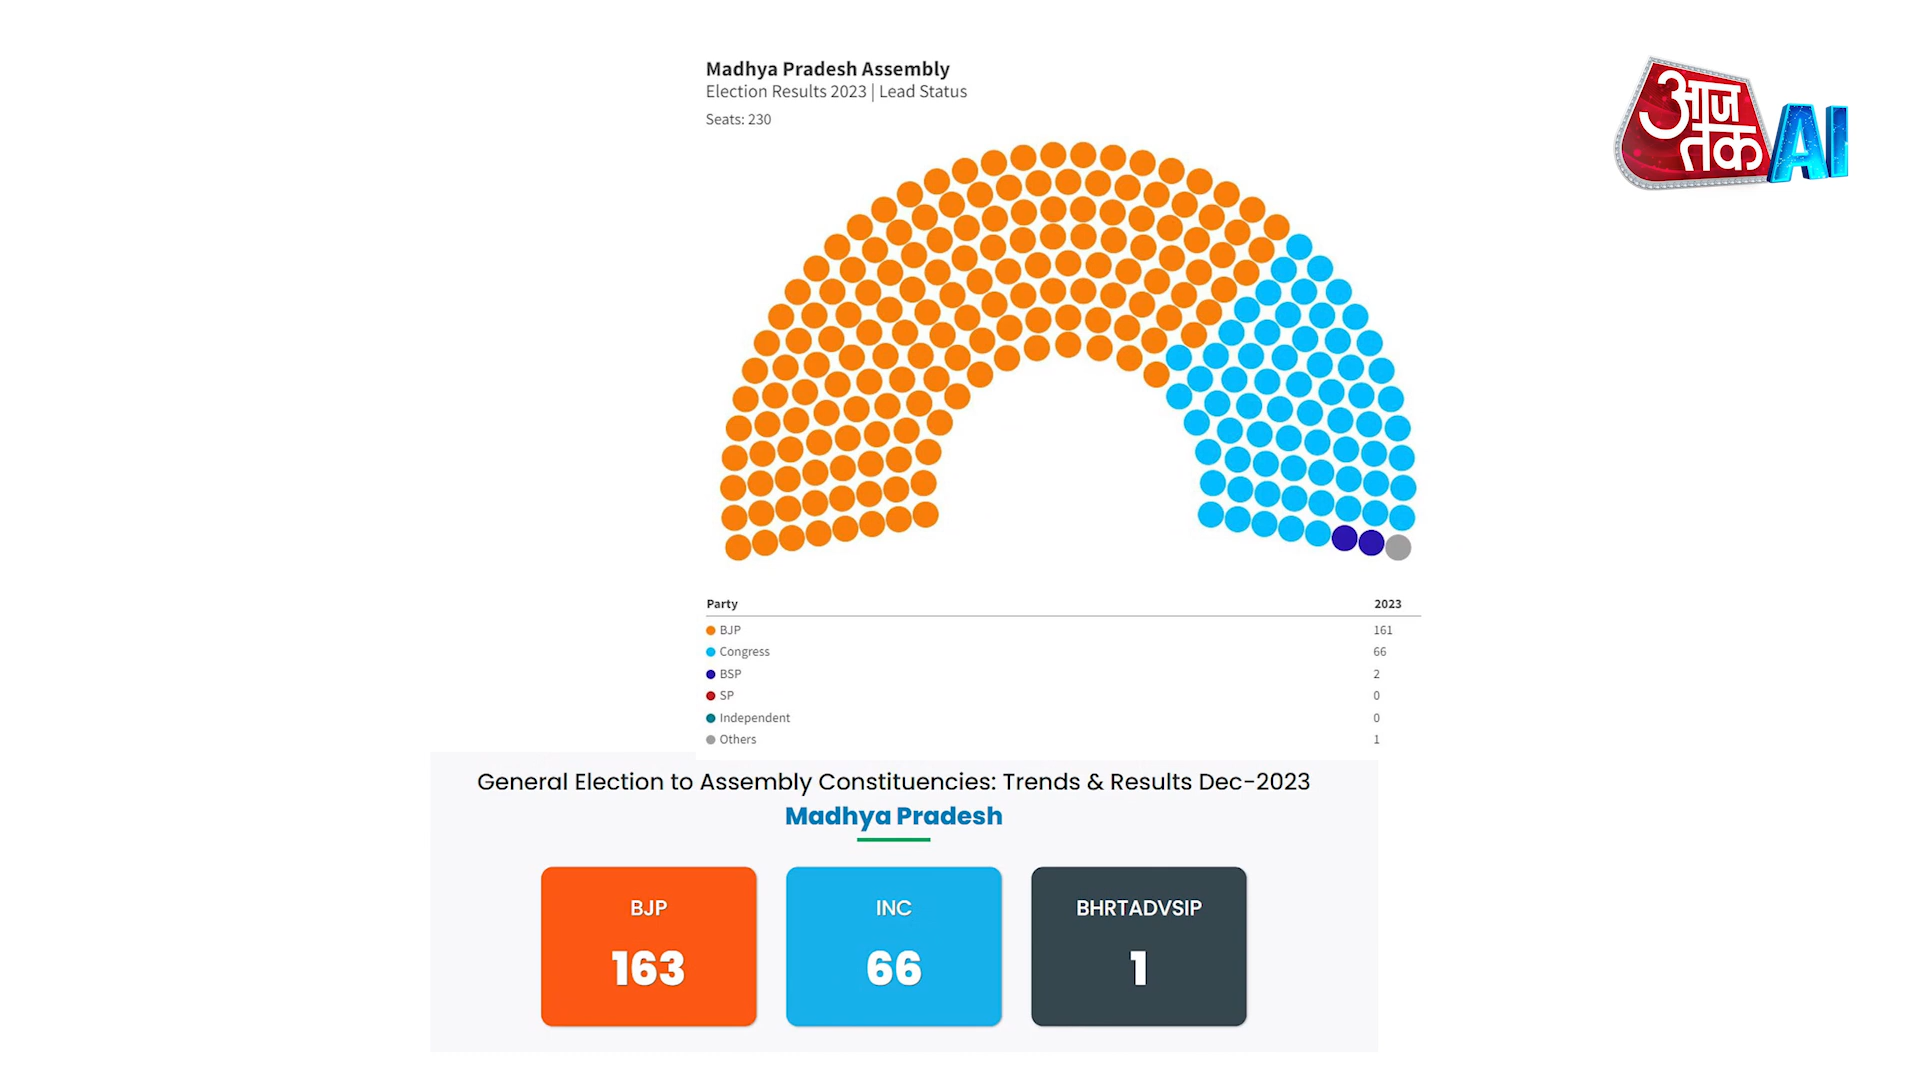 Madhya Pradesh Assembly
Election Results 2023 | Lead Status
Seats: 230
आज तक AI
Party 2023
BJP 161
Congress 66
BSP 2
SP 0
Independent 0
Others 1
General Election to Assembly Constituencies: Trends & Results Dec-2023
Madhya Pradesh
BJP INC BHRTADVSIP
163 66 1